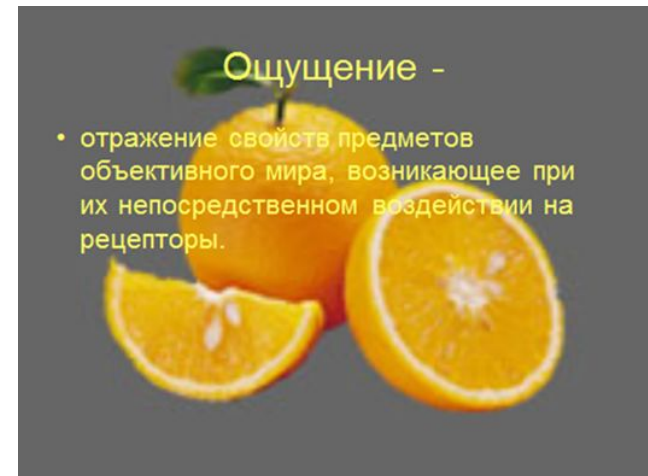 Ощущение -
• отражение свойств предметов
объективного мира, возникающее при
их непосредственном воздействии на
рецепторы.